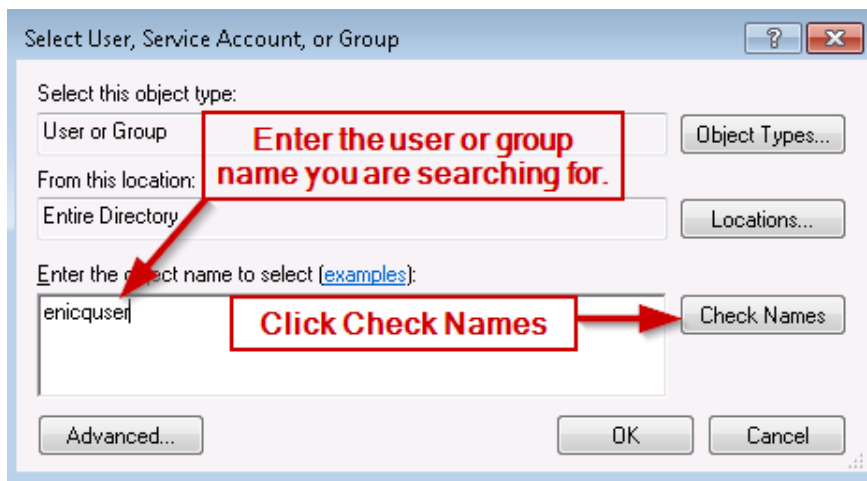 Select User, Service Account, or Group
Select this object type:
User or Group
Object Types...
Enter the user or group
name you are searching for.
From this location:
Entire Directory
Locations...
Enter the object name to select (examples):
enicquser
Click Check Names
Check Names
Advanced...
OK
Cancel